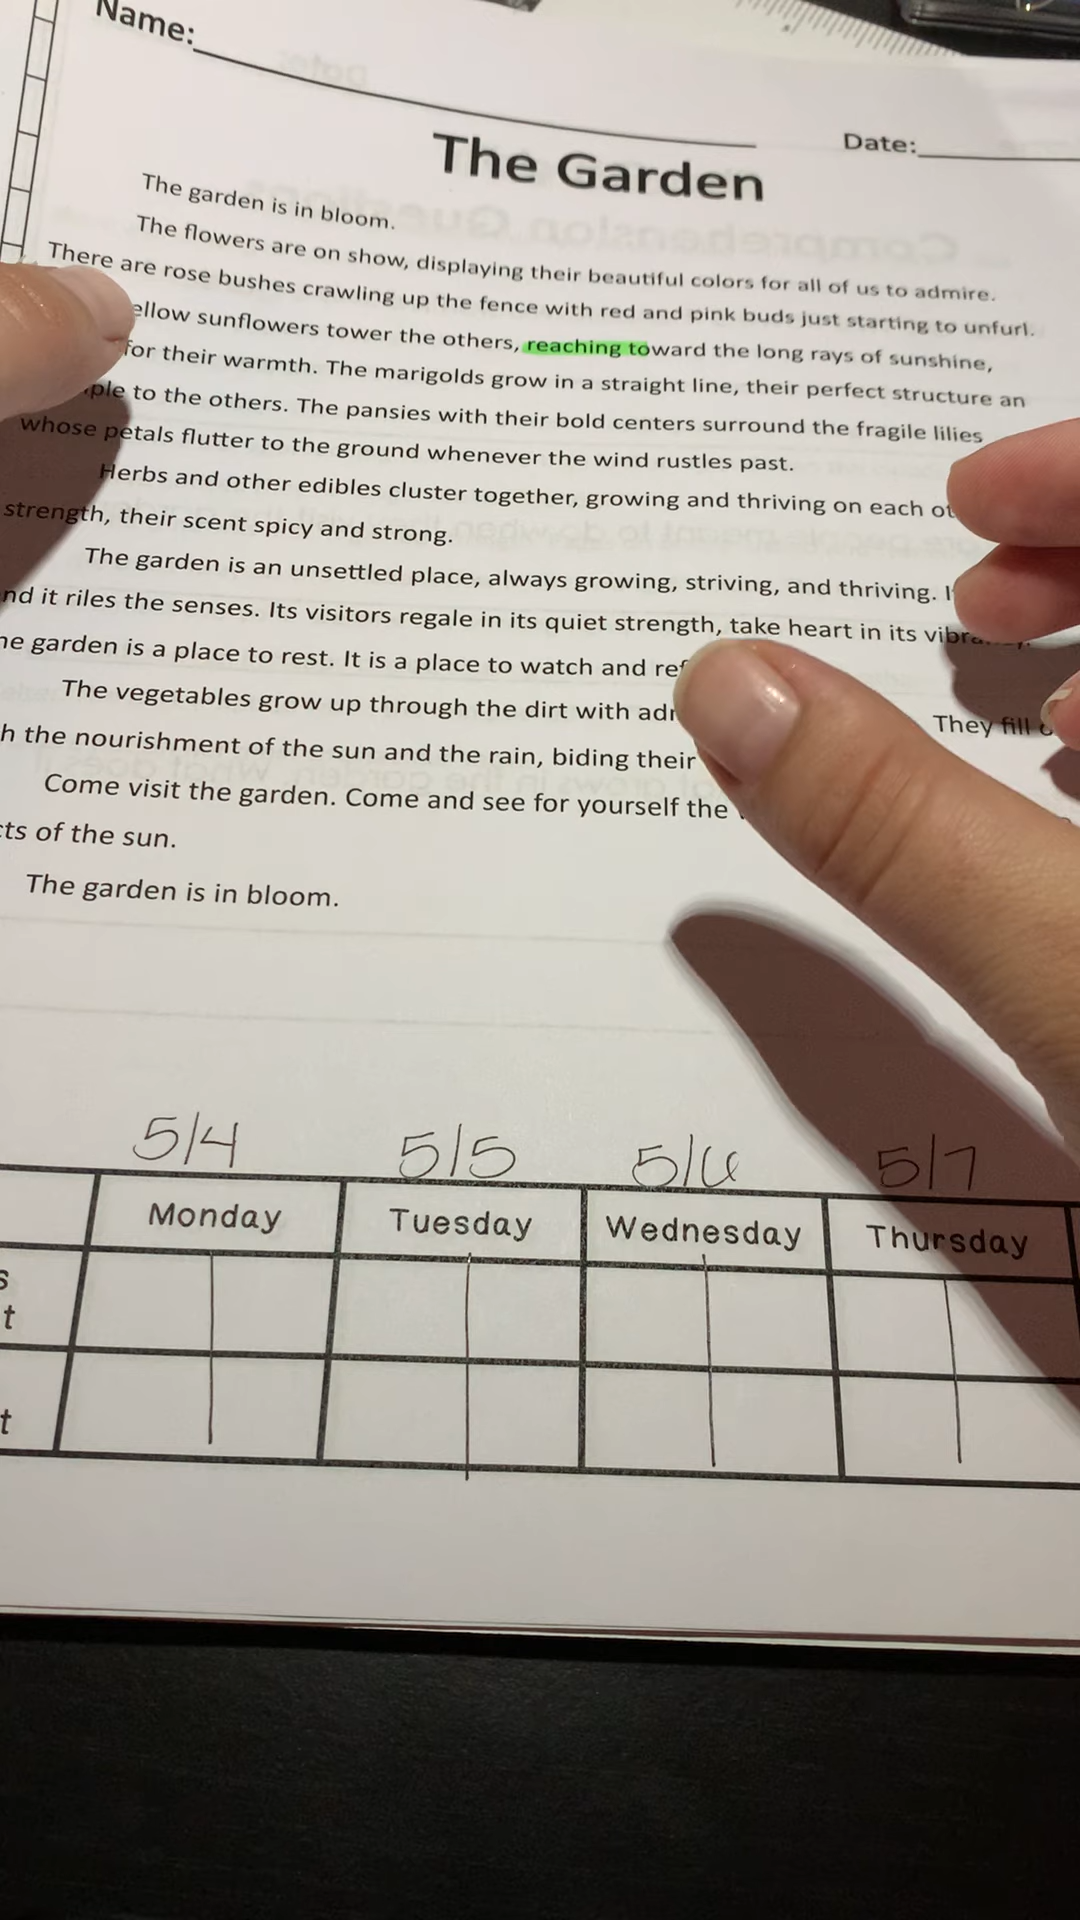 Name:
Date:
The Garden
The garden is in bloom.
The flowers are on show, displaying their beautiful colors for all of us to admire.
There are rose bushes crawling up the fence with red and pink buds just starting to unfurl.
ellow sunflowers tower the others, reaching toward the long rays of sunshine,
for their warmth. The marigolds grow in a straight line, their perfect structure an
ple to the others. The pansies with their bold centers surround the fragile lilies
whose petals flutter to the ground whenever the wind rustles past.
Herbs and other edibles cluster together, growing and thriving on each ot
strength, their scent spicy and strong.
The garden is an unsettled place, always growing, striving, and thriving. I
nd it riles the senses. Its visitors regale in its quiet strength, take heart in its vibra
he garden is a place to rest. It is a place to watch and ref
The vegetables grow up through the dirt with adr They fill
h the nourishment of the sun and the rain, biding their
Come visit the garden. Come and see for yourself the
cts of the sun.
The garden is in bloom.
5/4 5/5 5/6 5/7
Monday Tuesday Wednesday Thursday
s
t
t